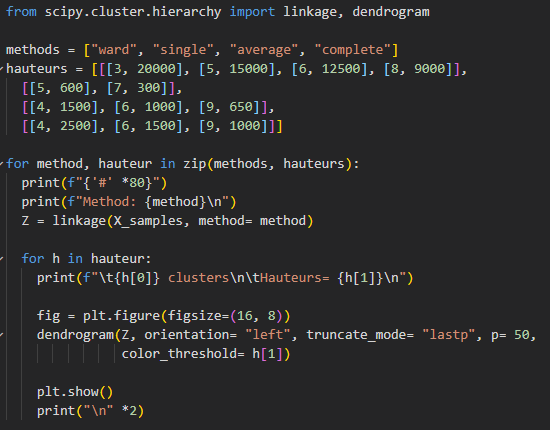 from scipy.cluster.hierarchy import linkage, dendrogram
methods = ["ward", "single", "average", "complete"]
hauteurs = [[[3, 20000], [5, 15000], [6, 12500], [8, 9000]],
[[5, 600], [7, 300]],
[[4, 1500], [6, 1000], [9, 650]],
[[4, 2500], [6, 1500], [9, 1000]]]
for method, hauteur in zip(methods, hauteurs):
print(f"{'#' *80}")
print(f"Method: {method}\n")
Z = linkage(X_samples, method= method)
for h in hauteur:
print(f"\t{h[0]} clusters\n\tHauteurs= {h[1]}\n")
fig = plt.figure(figsize=(16, 8))
dendrogram(Z, orientation= "left", truncate_mode= "lastp", p= 50,
color_threshold= h[1])
plt.show()
print("\n" *2)